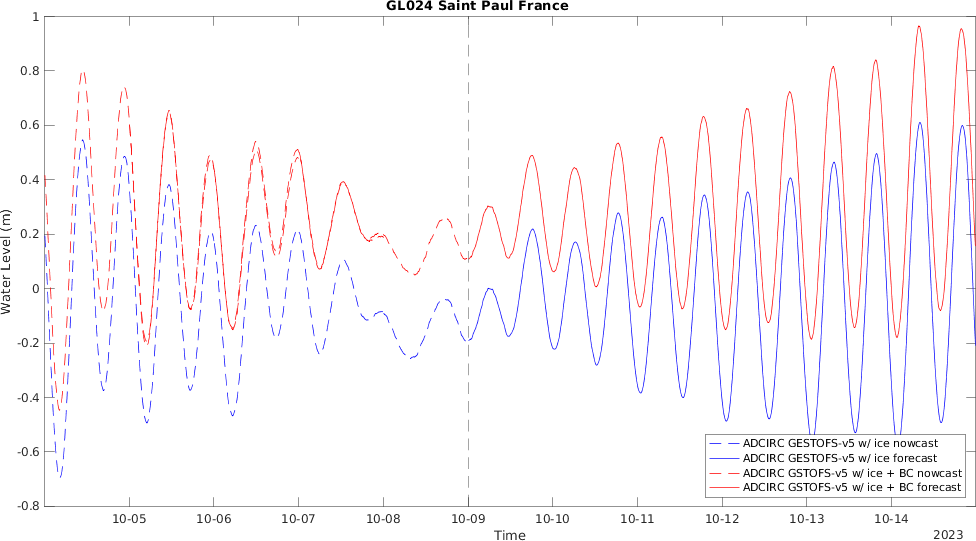 GL024 Saint Paul France
1
0.8
0.6
0.4
0.2
0
-0.2
-0.4
-0.6
-0.8
Water Level (m)
ADCIRC GESTOFS-v5 w/ ice nowcast
ADCIRC GESTOFS-v5 w/ ice forecast
ADCIRC GSTOFS-v5 w/ ice + BC nowcast
ADCIRC GSTOFS-v5 w/ ice + BC forecast
10-05 10-06 10-07 10-08 10-09 10-10 10-11 10-12 10-13 10-14
Time
2023